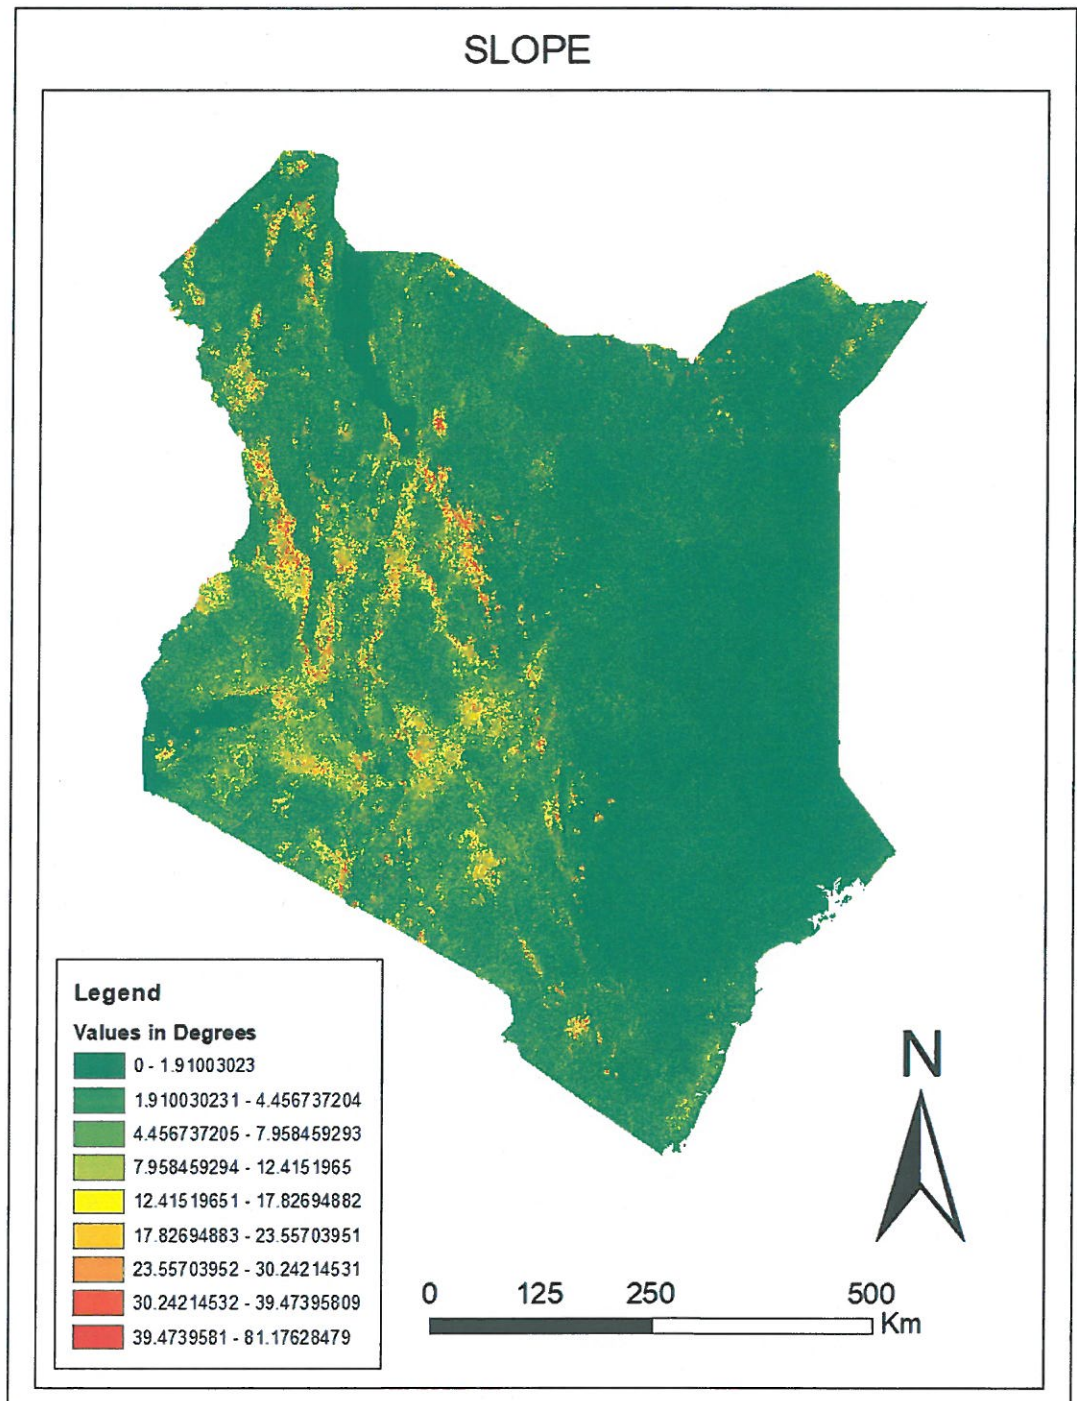 SLOPE
Legend
Values in Degrees
0 - 1.91003023
1.910030231 - 4.456737204
4.456737205 - 7.958459293
7.958459294 - 12.4151965
12.41519651 - 17.82694882
17.82694883 - 23.55703951
23.55703952 - 30.24214531
30.24214532 - 39.47395809
39.4739581 - 81.17628479
N
0 125 250 500
Km